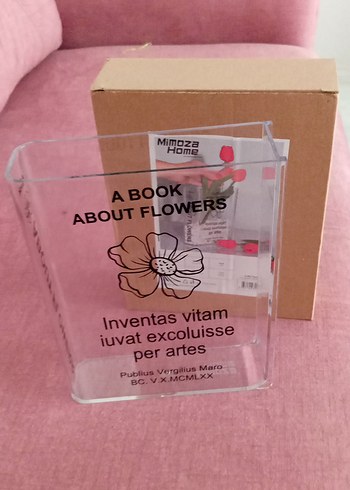 Mimoza
Home
A BOOK
ABOUT FLOWERS
Inventas vitam
iuvat excoluisse
per artes
Publius Vergilius Maro
BC. V.X.MCMLXX